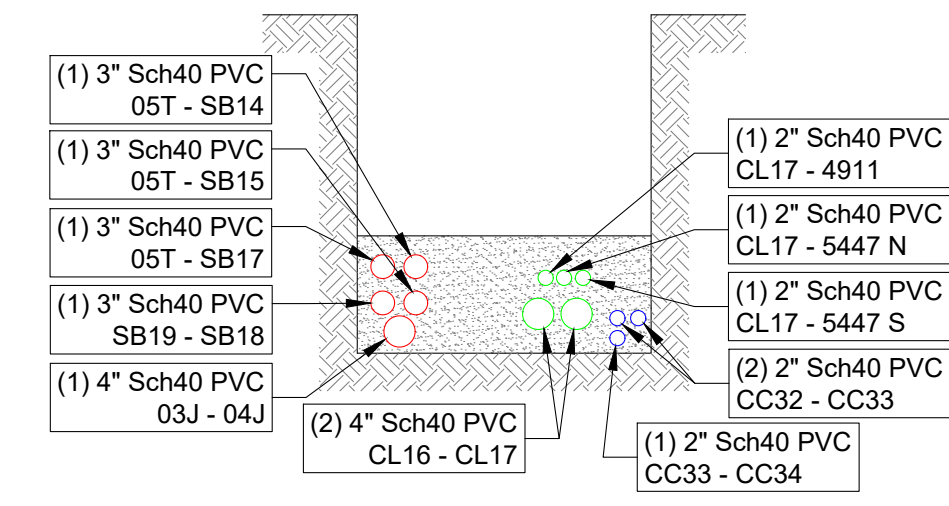 (1) 3" Sch40 PVC
05T - SB14
(1) 3" Sch40 PVC
05T - SB15
(1) 3" Sch40 PVC
05T - SB17
(1) 3" Sch40 PVC
SB19 - SB18
(1) 4" Sch40 PVC
03J - 04J
(2) 4" Sch40 PVC
CL16 - CL17
(1) 2" Sch40 PVC
CL17 - 4911
(1) 2" Sch40 PVC
CL17 - 5447 N
(1) 2" Sch40 PVC
CL17 - 5447 S
(2) 2" Sch40 PVC
CC32 - CC33
(1) 2" Sch40 PVC
CC33 - CC34